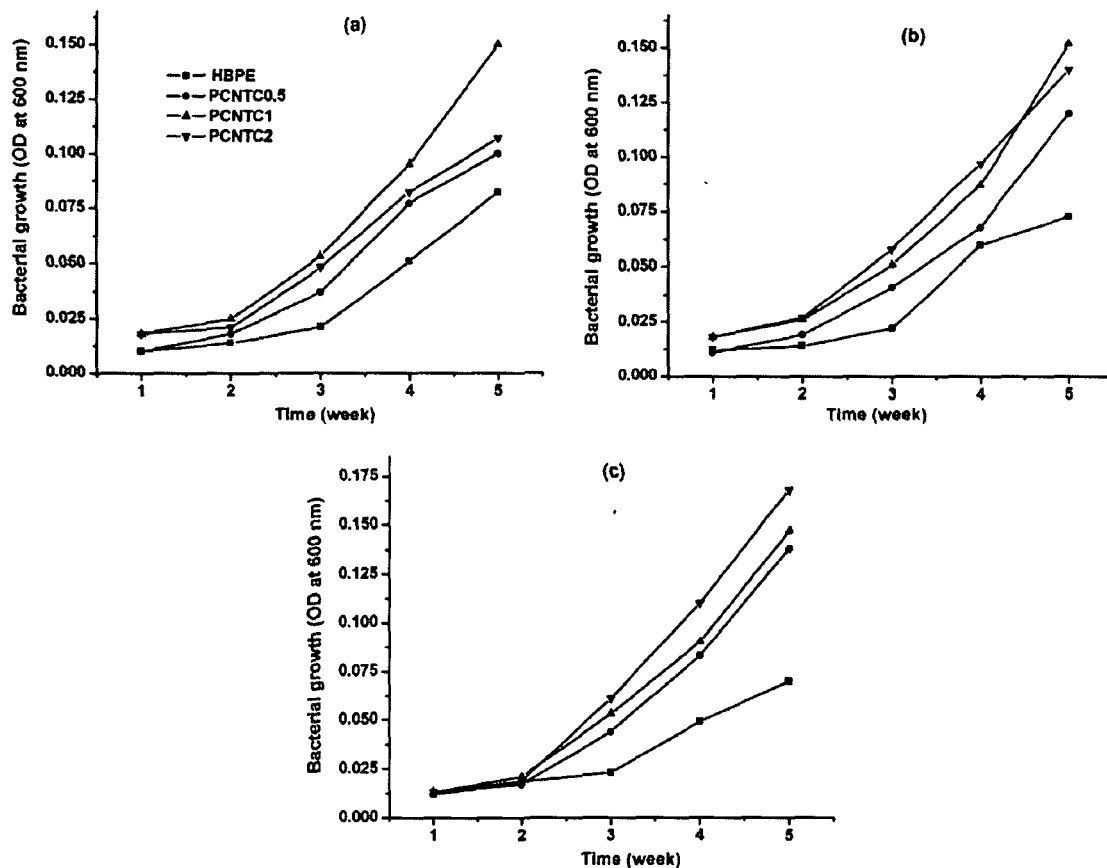 (a)
Bacterial growth (OD at 600 nm)
0.150
0.125
0.100
0.075
0.050
0.025
0.000
HBPE
PCNTC0.5
PCNTC1
PCNTC2
1 2 3 4 5
Time (week)
(b)
Bacterial growth (OD at 600 nm)
0.150
0.125
0.100
0.075
0.050
0.025
0.000
1 2 3 4 5
Time (week)
(c)
Bacterial growth (OD at 600 nm)
0.175
0.150
0.125
0.100
0.075
0.050
0.025
0.000
1 2 3 4 5
Time (week)